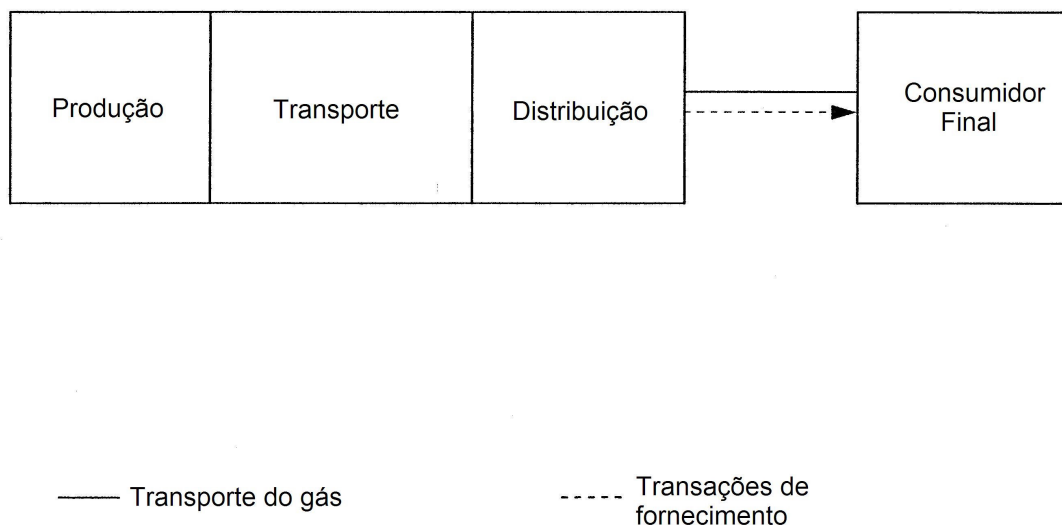 Produção
Transporte
Distribuição
Consumidor
Final
Transporte do gás
Transações de
fornecimento